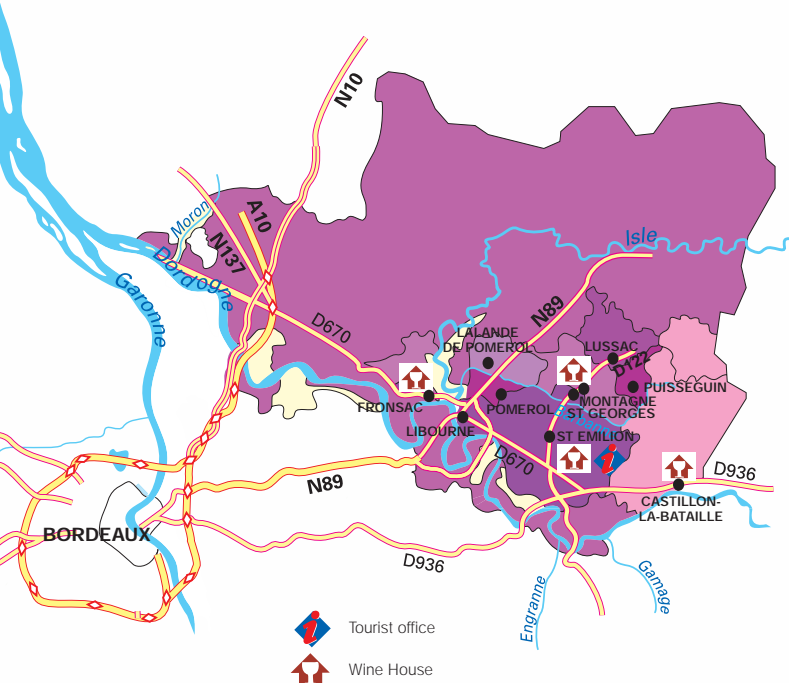 N10
Moron
A10
N137
Isle
Dordogne
Garonne
N89
D670
LALANDE
DE POMEROL
LUSSAC
D122
PUISSEGUIN
MONTAGNE
ST GEORGES
FRONSAC
POMEROL
LIBOURNE
ST EMILION
D670
D936
N89
CASTILLON-
LA-BATAILLE
BORDEAUX
D936
Engranne
Gamage
Tourist office
Wine House